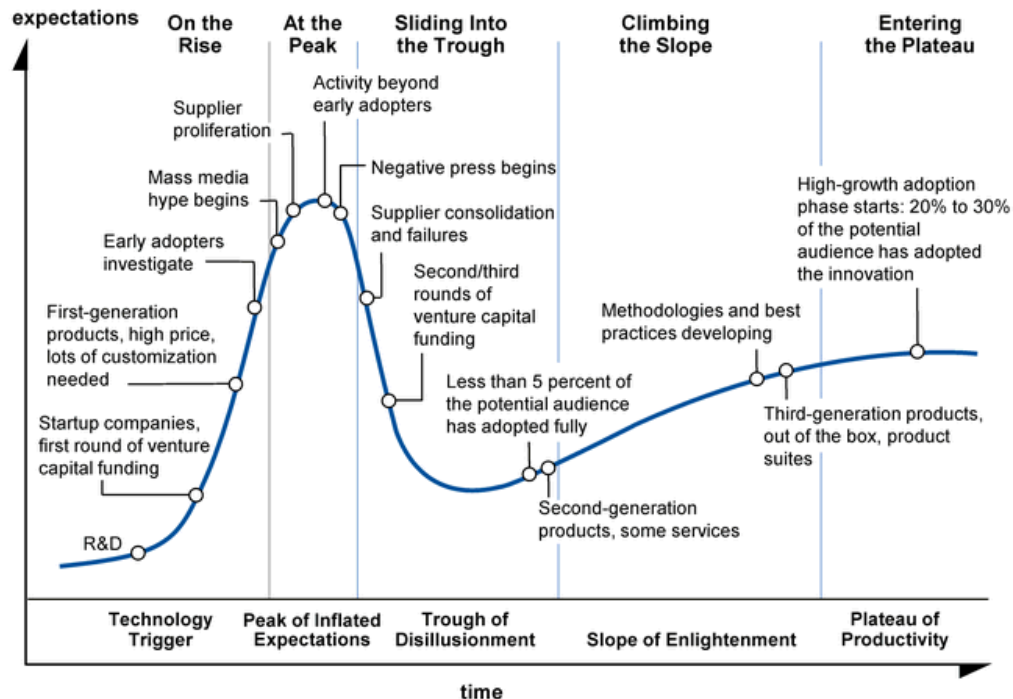 expectations
On the
Rise
At the
Peak
Sliding Into
the Trough
Climbing
the Slope
Entering
the Plateau
Activity beyond
early adopters
Supplier
proliferation
Negative press begins
Mass media
hype begins
Supplier consolidation
and failures
Early adopters
investigate
Second/third
rounds of
venture capital
funding
First-generation
products, high price,
lots of customization
needed
Less than 5 percent of
the potential audience
has adopted fully
Startup companies,
first round of venture
capital funding
R&D
Second-generation
products, some services
Methodologies and best
practices developing
Third-generation products,
out of the box, product
suites
High-growth adoption
phase starts: 20% to 30%
of the potential
audience has adopted
the innovation
Technology
Trigger
Peak of Inflated
Expectations
Trough of
Disillusionment
Slope of Enlightenment
Plateau of
Productivity
time